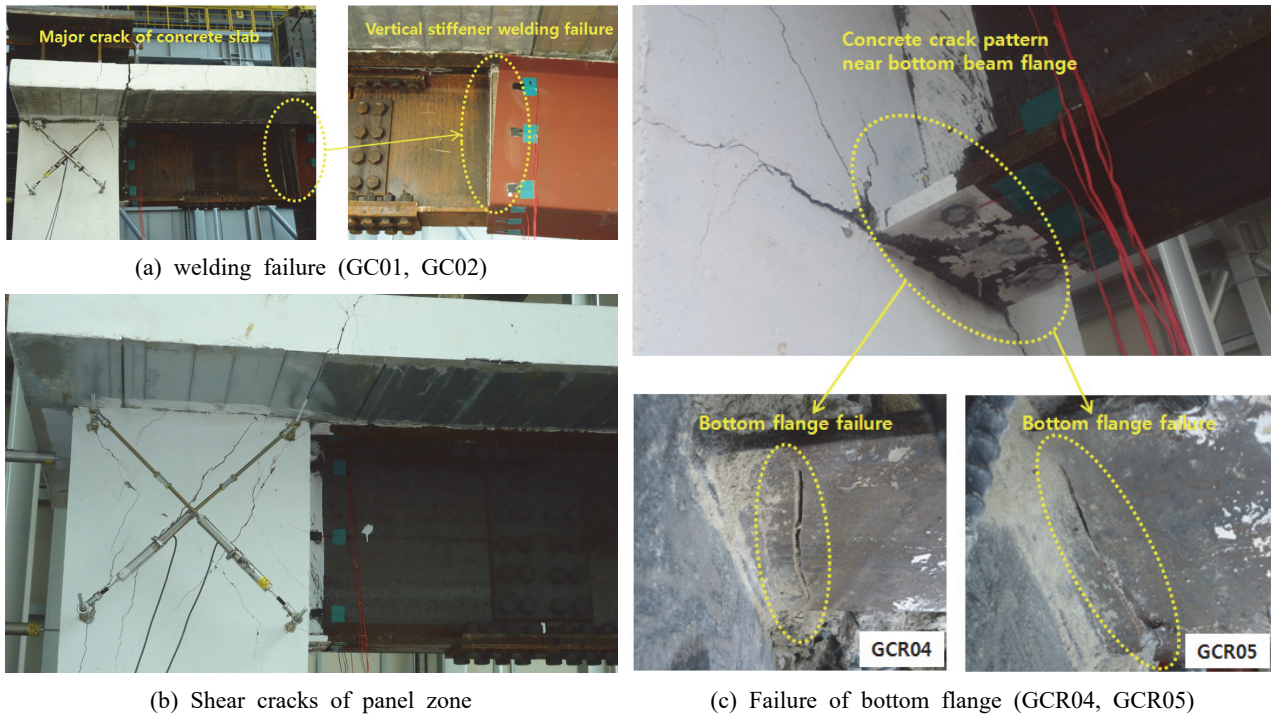 Major crack of concrete slab
Vertical stiffener welding failure
(a) welding failure (GC01, GC02)
(b) Shear cracks of panel zone
Concrete crack pattern
near bottom beam flange
Bottom flange failure
GCR04
Bottom flange failure
GCR05
(c) Failure of bottom flange (GCR04, GCR05)